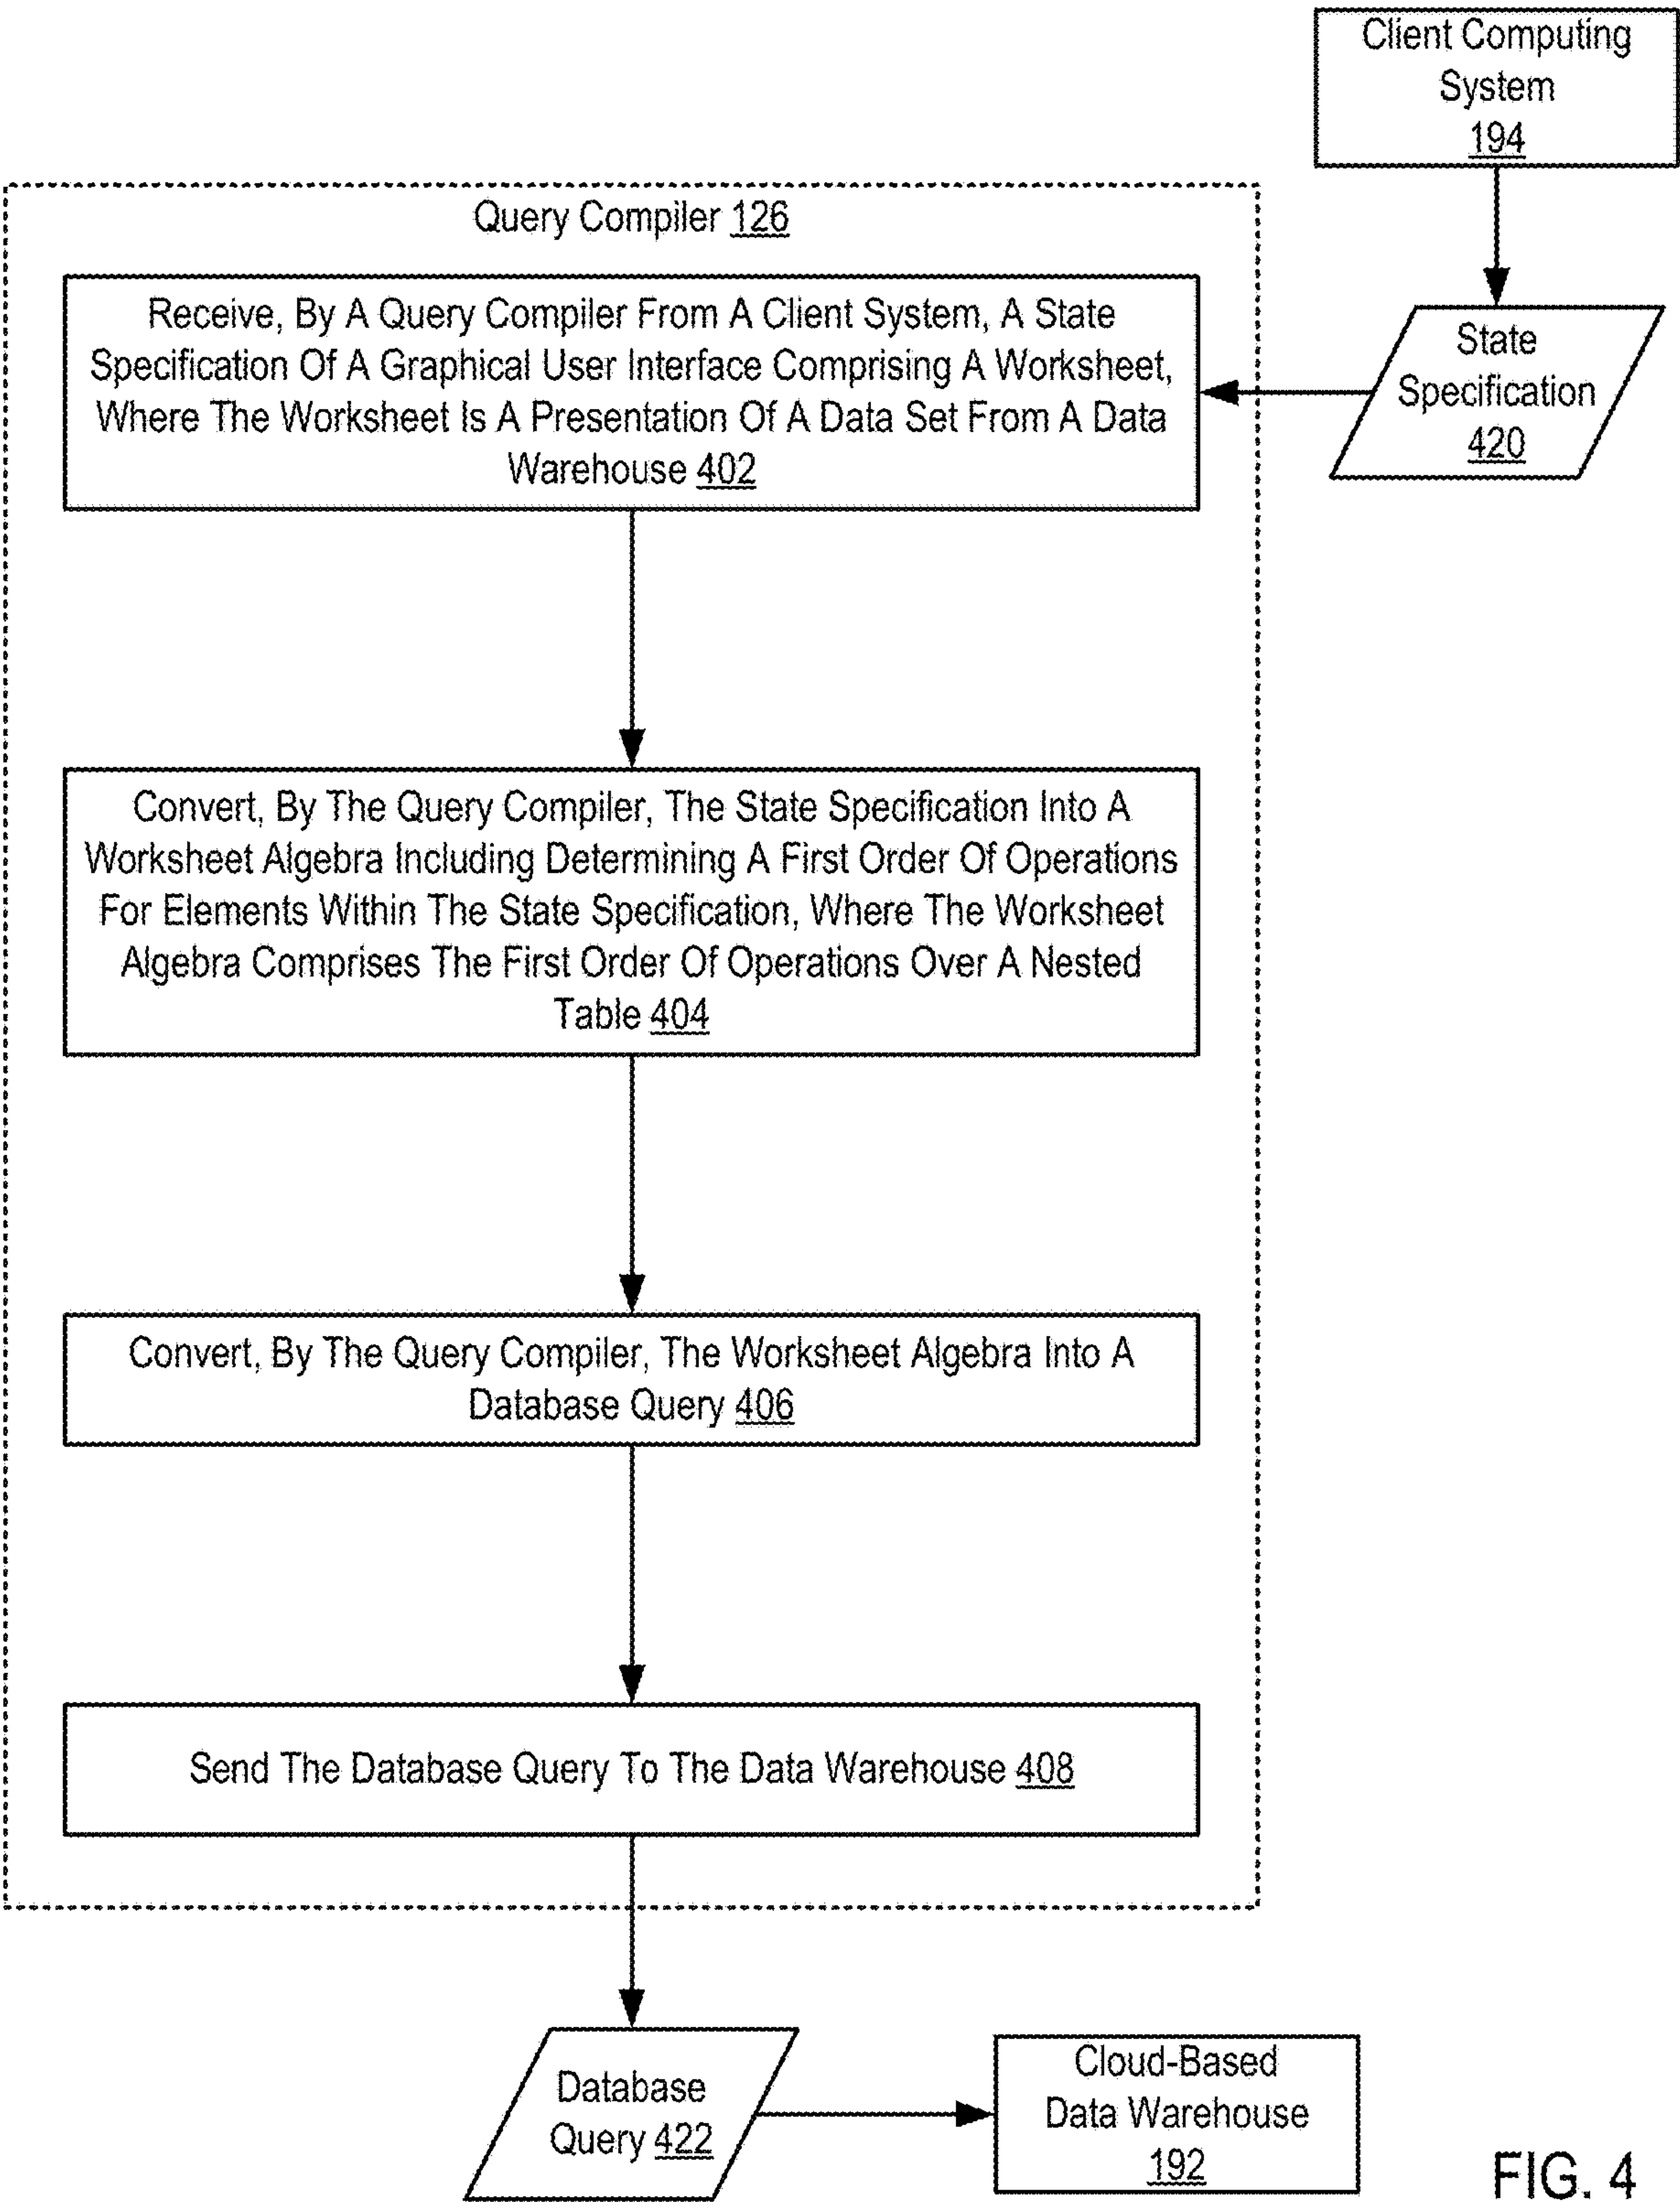 Client Computing
System
194
Query Compiler 126
Receive, By A Query Compiler From A Client System, A State
Specification Of A Graphical User Interface Comprising A Worksheet,
Where The Worksheet Is A Presentation Of A Data Set From A Data
Warehouse 402
State
Specification
420
Convert, By The Query Compiler, The State Specification Into A
Worksheet Algebra Including Determining A First Order Of Operations
For Elements Within The State Specification, Where The Worksheet
Algebra Comprises The First Order Of Operations Over A Nested
Table 404
Convert, By The Query Compiler, The Worksheet Algebra Into A
Database Query 406
Send The Database Query To The Data Warehouse 408
Database
Query 422
Cloud-Based
Data Warehouse
192
FIG. 4